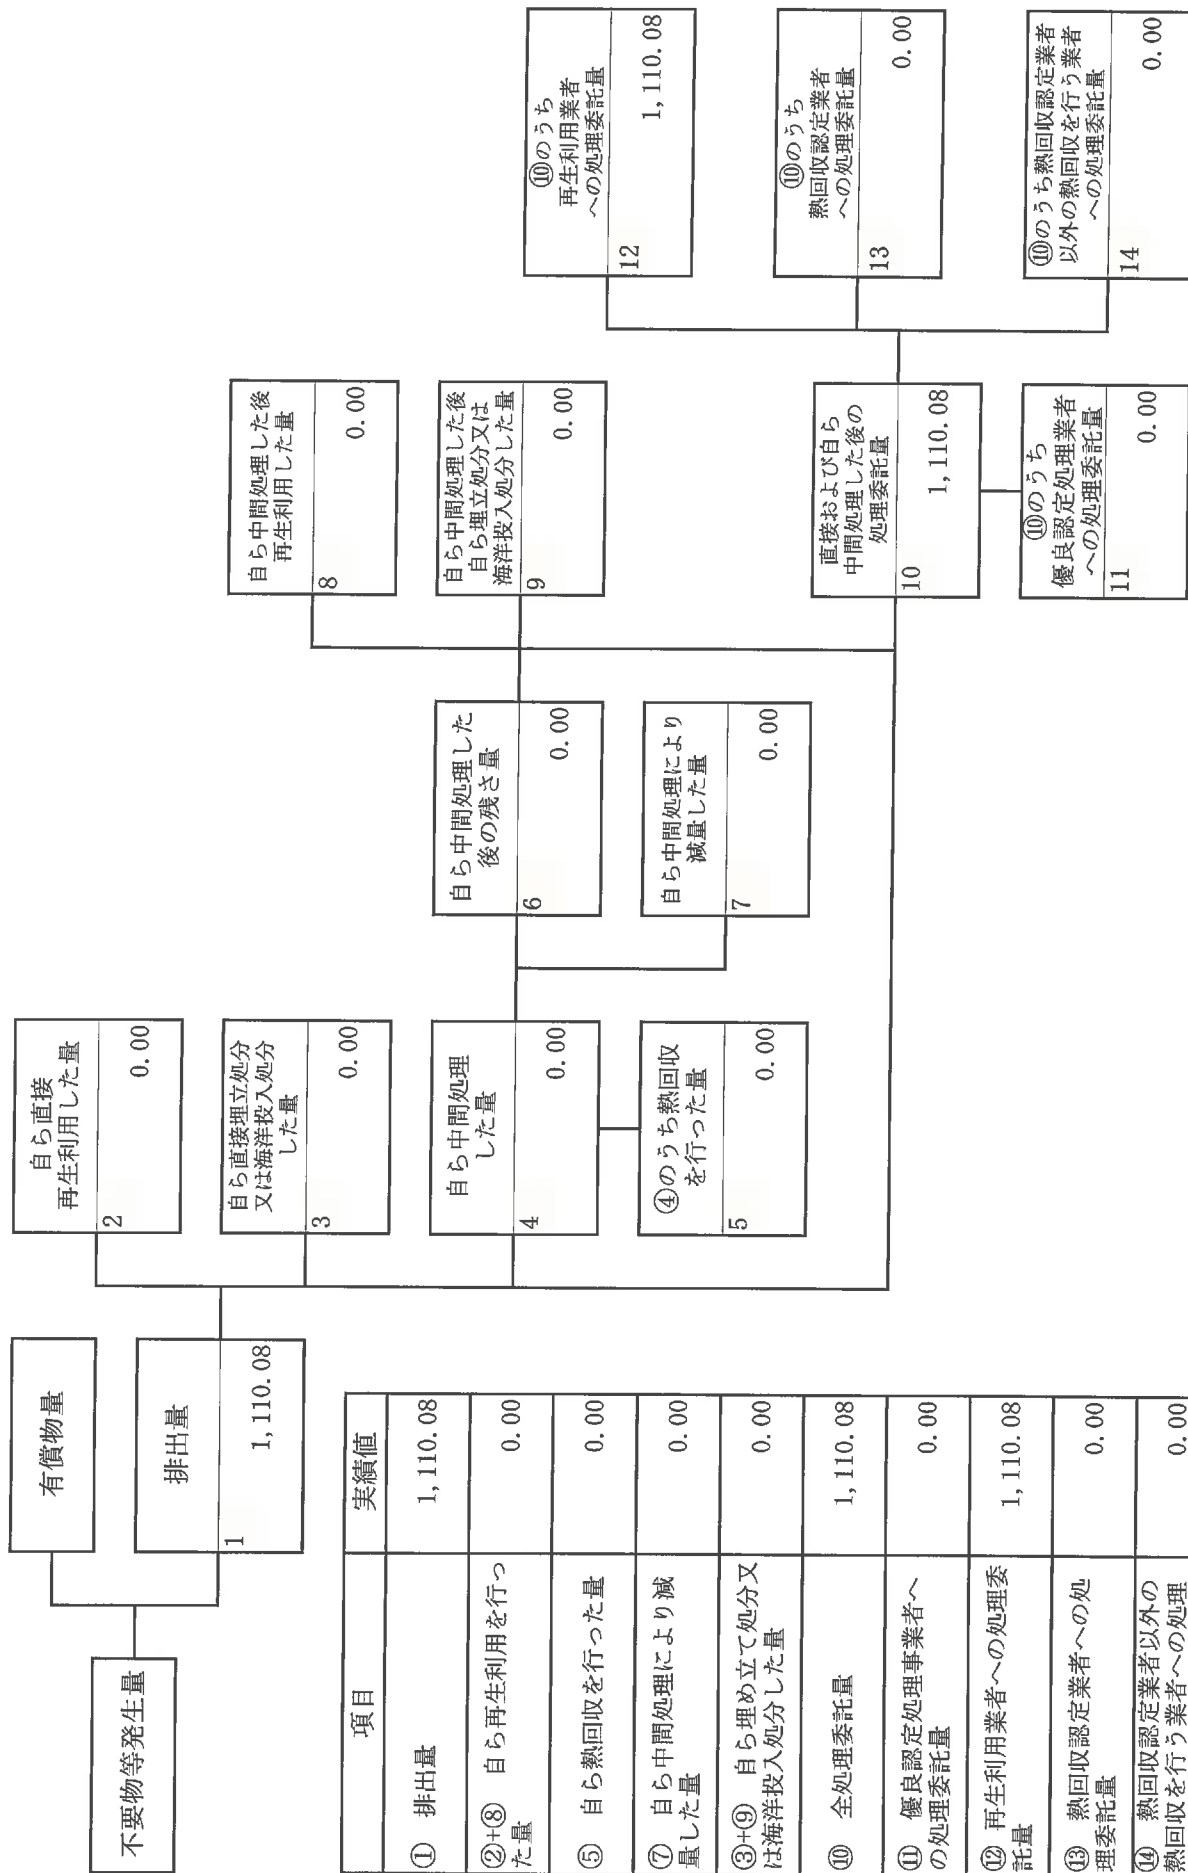 不要物等発生量
有償物量
排出量
1
1,110.08
自ら直接
再生利用した量
2
0.00
自ら直接埋立処分
又は海洋投入処分
した量
3
0.00
自ら中間処理
した量
4
0.00
④のうち熱回収
を行った量
5
0.00
自ら中間処理した
後の残さ量
6
0.00
自ら中間処理により
減量した量
7
0.00
自ら中間処理した後
再生利用した量
8
0.00
自ら中間処理した後
自ら埋立処分又は
海洋投入処分した量
9
0.00
直接および自ら
中間処理した後の
処理委託量
10
1,110.08
⑩のうち
優良認定処理業者
への処理委託量
11
0.00
⑩のうち
再生利用業者
への処理委託量
12
1,110.08
⑩のうち
熱回収認定業者
への処理委託量
13
0.00
⑩のうち熱回収認定業者
以外の熱回収を行う業者
への処理委託量
14
0.00
項目 実績値
① 排出量 1,110.08
②+⑧ 自ら再生利用を行っ
た量 0.00
⑤ 自ら熱回収を行った量 0.00
⑦ 自ら中間処理により減
量した量 0.00
③+⑨ 自ら埋め立て処分又
は海洋投入処分した量 0.00
⑩ 全処理委託量 1,110.08
⑪ 優良認定処理事業者へ
の処理委託量 0.00
⑫ 再生利用業者への処理委
託量 1,110.08
⑬ 熱回収認定業者への処
理委託量 0.00
⑭ 熱回収認定業者以外の
熱回収を行う業者への処理 0.00